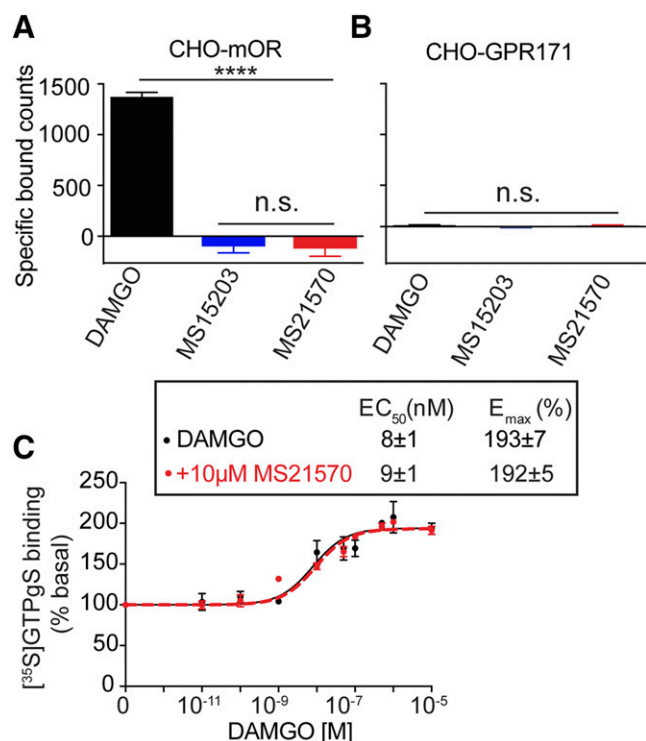 A
CHO-mOR
****
n.s.
Specific bound counts
1500
1000
500
0
DAMGO
MS15203
MS21570
B
CHO-GPR171
n.s.
DAMGO
MS15203
MS21570
EC50(nM) Emax (%)
• DAMGO 8±1 193±7
• +10µM MS21570 9±1 192±5
C
[35S]GTPgS binding
(% basal)
250
200
150
100
50
0
0 10-11 10-9 10-7 10-5
DAMGO [M]